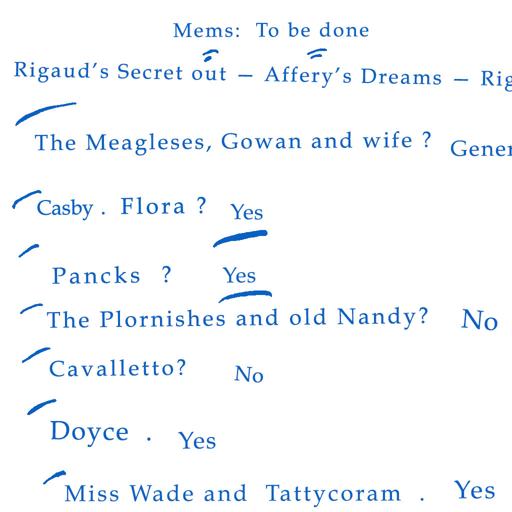 Mems: To be done
Rigaud's Secret out — Affery's Dreams — Rig
The Meagleses, Gowan and wife ? Gener
Casby . Flora ? Yes
Pancks ? Yes
The Plornishes and old Nandy? No
Cavalletto? No
Doyce . Yes
Miss Wade and Tattycoram . Yes